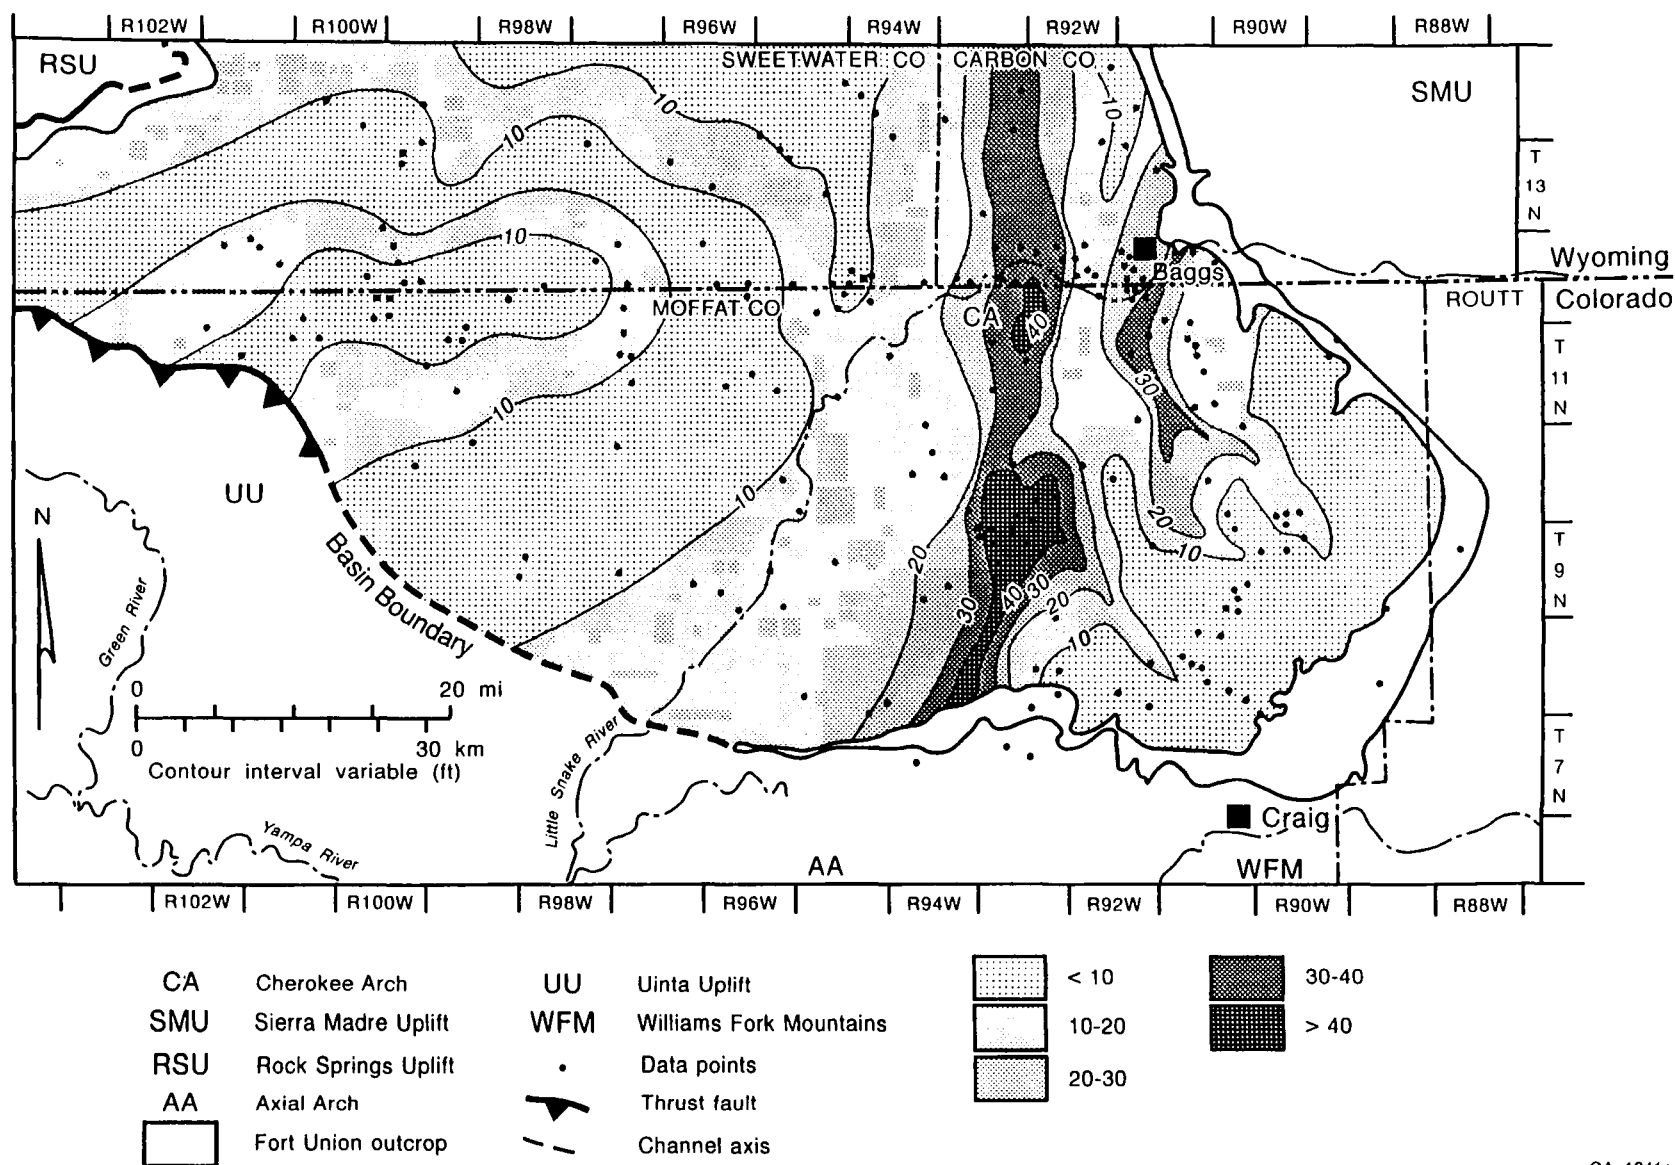 R102W R100W R98W R96W R94W R92W R90W R88W
RSU
SWEETWATER CO CARBON CO
SMU
10
10
10
T
13
N
10
Baggs
Wyoming
MOFFAT CO
CA
40
ROUTT
Colorado
T
11
N
30
10
UU
10
N
20
20
10
T
9
N
Basin Boundary
Green River
30
40
30
20
10
0 20 mi
0 30 km
Contour interval variable (ft)
Little Snake River
T
7
N
Craig
Yampa River
AA
WFM
R102W R100W R98W R96W R94W R92W R90W R88W
CA Cherokee Arch
SMU Sierra Madre Uplift
RSU Rock Springs Uplift
AA Axial Arch
Fort Union outcrop
UU Uinta Uplift
WFM Williams Fork Mountains
Data points
Thrust fault
Channel axis
< 10
10-20
20-30
30-40
> 40